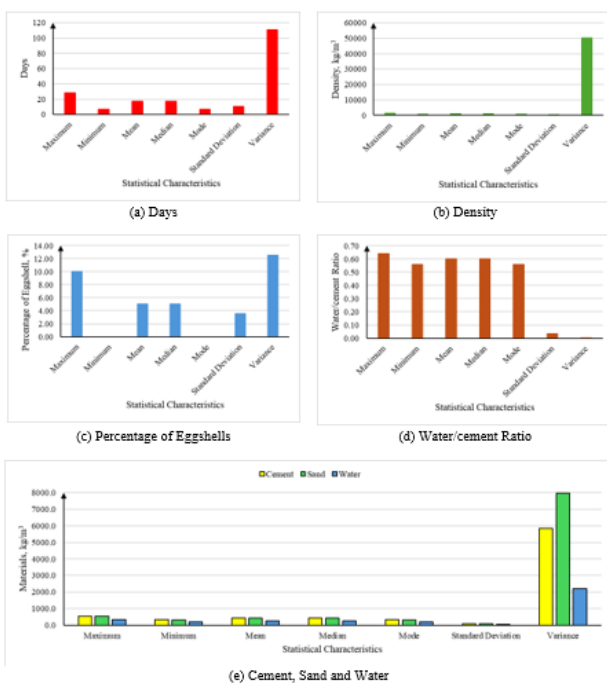 120
100
80
60
40
20
0
Days
Maximum
Minimum
Mean
Median
Mode
Standard Deviation
Variance
Statistical Characteristics
(a) Days
60000
50000
40000
30000
20000
10000
0
Density, kg/m³
Maximum
Minimum
Mean
Median
Mode
Standard Deviation
Variance
Statistical Characteristics
(b) Density
14.00
12.00
10.00
8.00
6.00
4.00
2.00
0.00
Percentage of Eggshell, %
Maximum
Minimum
Mean
Median
Mode
Standard Deviation
Variance
Statistical Characteristics
(c) Percentage of Eggshells
0.70
0.60
0.50
0.40
0.30
0.20
0.10
0.00
Water/cement Ratio
Maximum
Minimum
Mean
Median
Mode
Standard Deviation
Variance
Statistical Characteristics
(d) Water/cement Ratio
Cement Sand Water
8000.0
7000.0
6000.0
5000.0
4000.0
3000.0
2000.0
1000.0
0.0
Materials, kg/m³
Maximum Minimum Mean Median Mode Standard Deviation Variance
Statistical Characteristics
(e) Cement, Sand and Water